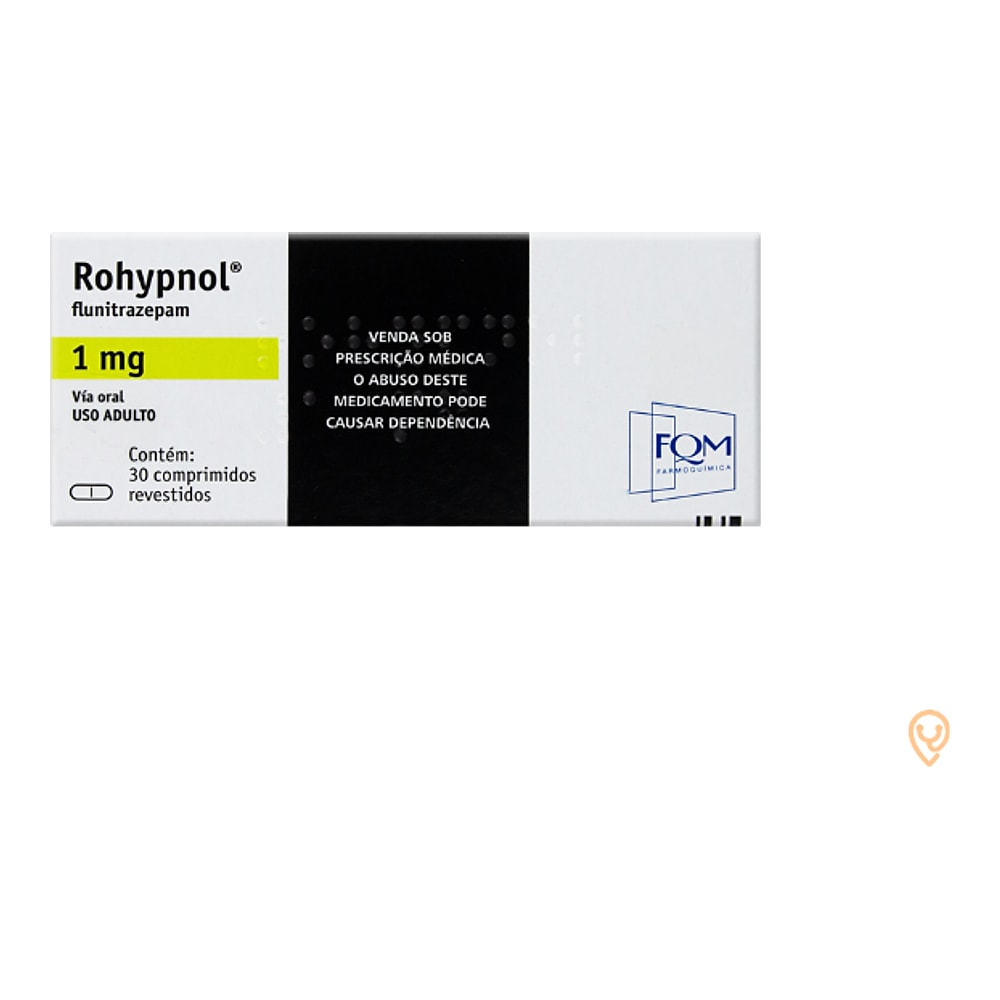 Rohypnol®
flunitrazepam
1 mg
Vía oral
USO ADULTO
Contém:
30 comprimidos
revestidos
VENDA SOB
PRESCRIÇÃO MÉDICA
O ABUSO DESTE
MEDICAMENTO PODE
CAUSAR DEPENDÊNCIA
FQM
FARMOQUÍMICA